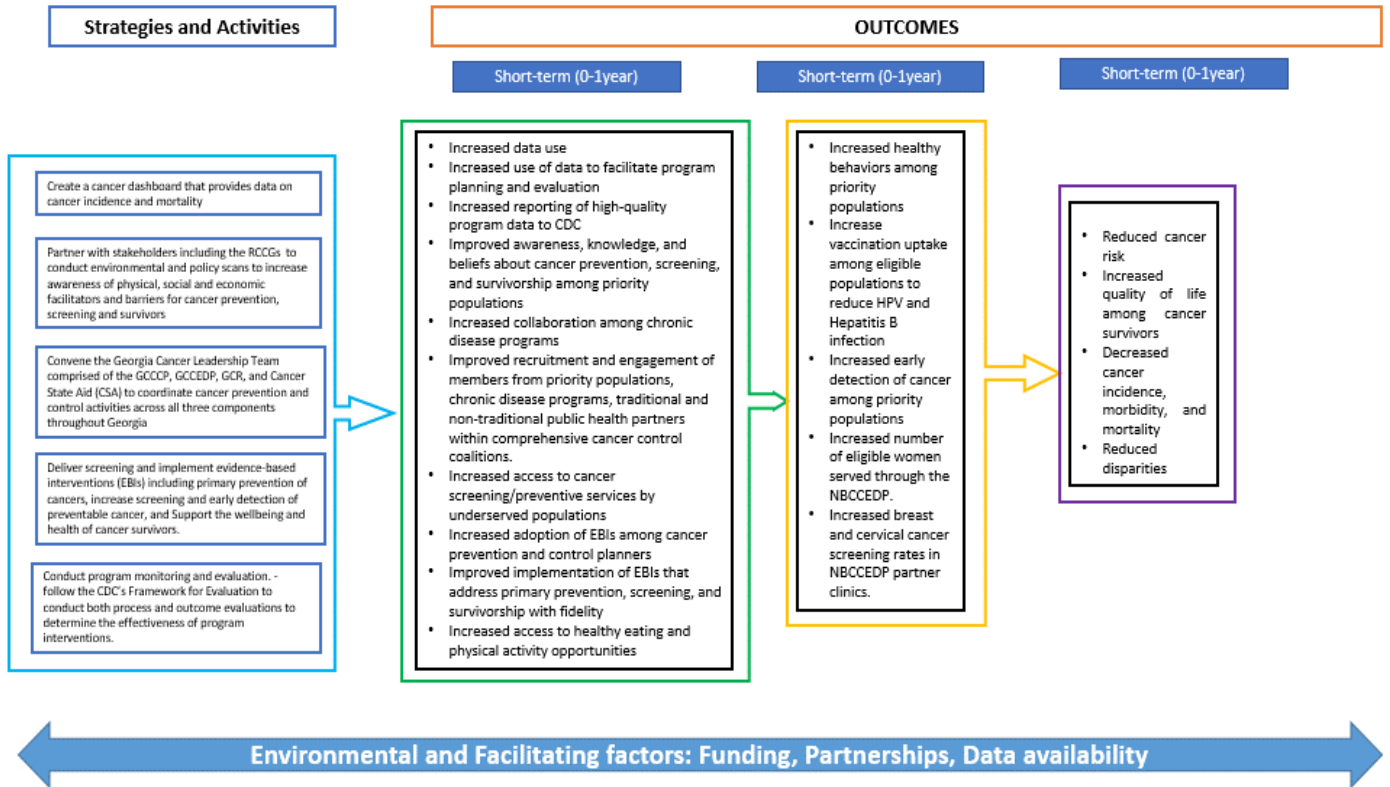 Strategies and Activities
OUTCOMES
Short-term (0-1year)
Short-term (0-1year)
Short-term (0-1year)
Create a cancer dashboard that provides data on
cancer incidence and mortality
Partner with stakeholders including the RCCGs to
conduct environmental and policy scans to increase
awareness of physical, social and economic
facilitators and barriers for cancer prevention,
screening and survivors
Convene the Georgia Cancer Leadership Team
comprised of the GCCCP, GCCEDP, GCR, and Cancer
State Aid (CSA) to coordinate cancer prevention and
control activities across all three components
throughout Georgia
Deliver screening and implement evidence-based
interventions (EBIs) including primary prevention of
cancers, increase screening and early detection of
preventable cancer, and Support the wellbeing and
health of cancer survivors.
Conduct program monitoring and evaluation. -
follow the CDC's Framework for Evaluation to
conduct both process and outcome evaluations to
determine the effectiveness of program
interventions.
• Increased data use
• Increased use of data to facilitate program
planning and evaluation
• Increased reporting of high-quality
program data to CDC
• Improved awareness, knowledge, and
beliefs about cancer prevention, screening,
and survivorship among priority
populations
• Increased collaboration among chronic
disease programs
• Improved recruitment and engagement of
members from priority populations,
chronic disease programs, traditional and
non-traditional public health partners
within comprehensive cancer control
coalitions.
• Increased access to cancer
screening/preventive services by
underserved populations
• Increased adoption of EBIs among cancer
prevention and control planners
• Improved implementation of EBIs that
address primary prevention, screening, and
survivorship with fidelity
• Increased access to healthy eating and
physical activity opportunities
• Increased healthy
behaviors among
priority
populations
• Increase
vaccination uptake
among eligible
populations to
reduce HPV and
Hepatitis B
infection
• Increased early
detection of cancer
among priority
populations
• Increased number
of eligible women
served through the
NBCCEDP.
• Increased breast
and cervical cancer
screening rates in
NBCCEDP partner
clinics.
• Reduced cancer
risk
• Increased
quality of life
among cancer
survivors
• Decreased
cancer
incidence,
morbidity, and
mortality
• Reduced
disparities
Environmental and Facilitating factors: Funding, Partnerships, Data availability